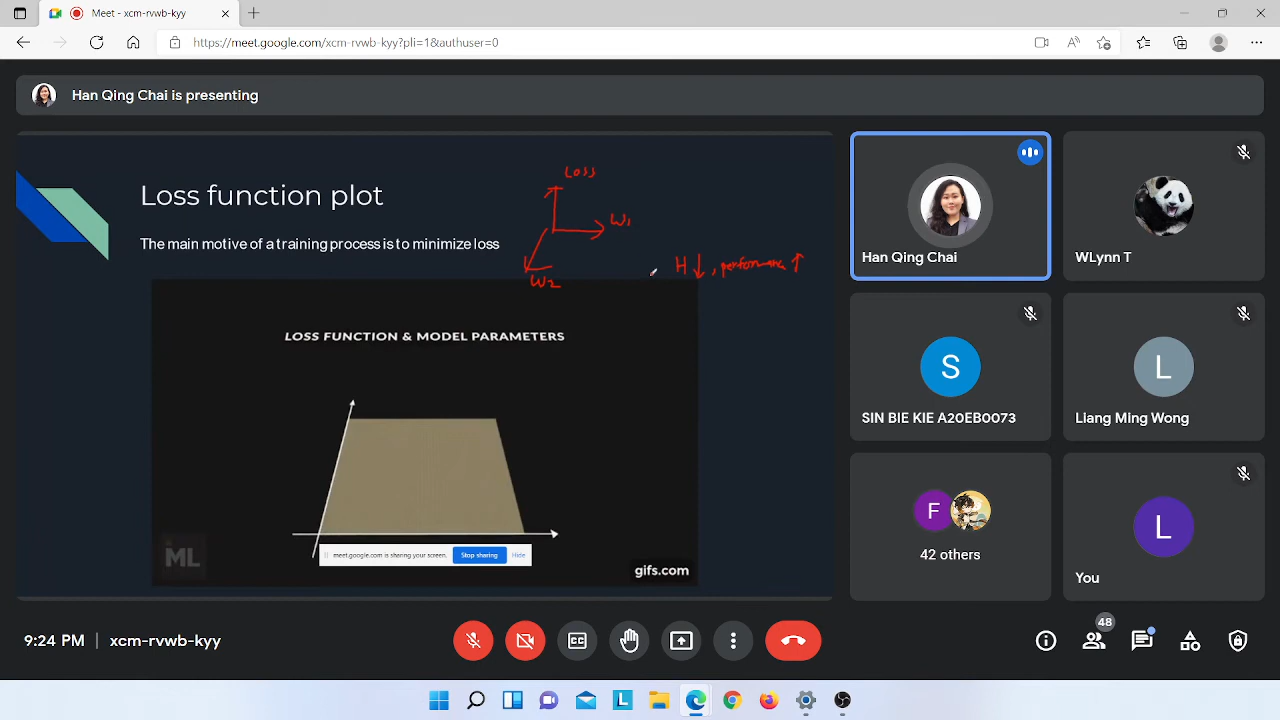 Meet - xcm-rvwb-kyy
https://meet.google.com/xcm-rvwb-kyy?pli=1&authuser=0
Han Qing Chai is presenting
Loss function plot
The main motive of a training process is to minimize loss
Loss
W1
W2
H↓, performance ↑
LOSS FUNCTION & MODEL PARAMETERS
ML
meet.google.com is sharing your screen.
Stop sharing
Hide
gifs.com
Han Qing Chai
WLynn T
S
SIN BIE KIE A20EB0073
L
Liang Ming Wong
F
42 others
L
You
9:24 PM | xcm-rvwb-kyy
CC
48
L